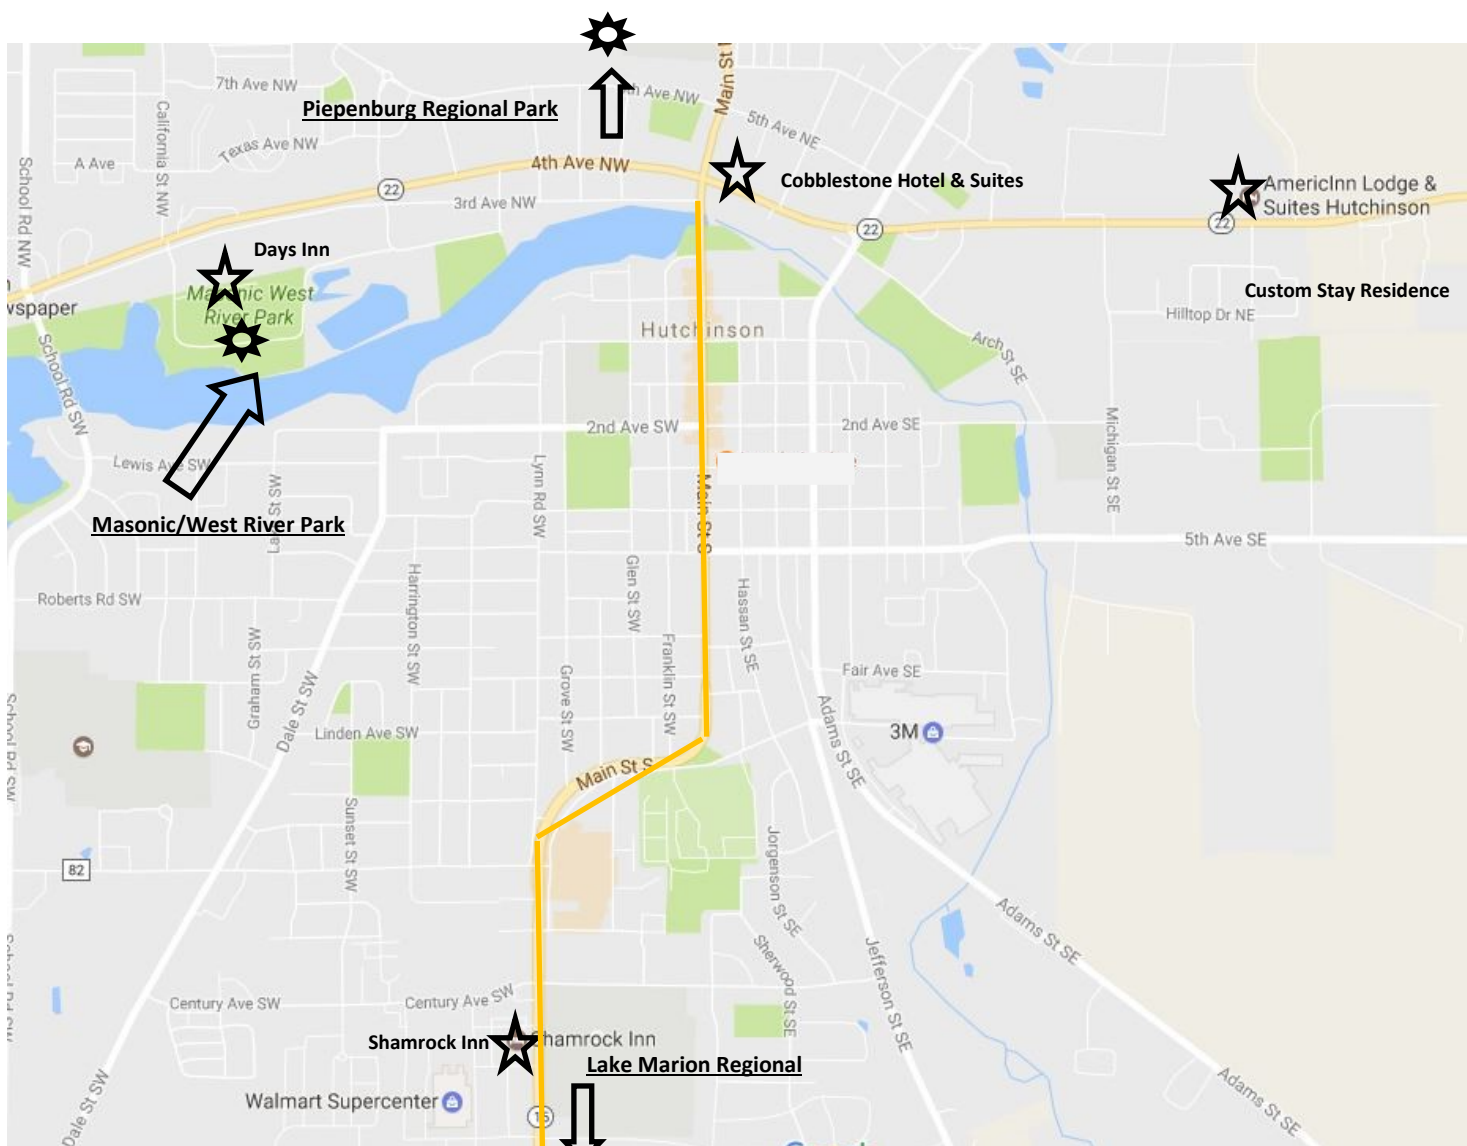 Main St
7th Ave NW
Piepenburg Regional Park
Ave NW
5th Ave NE
California St NW
Texas Ave NW
A Ave
School Rd NW
4th Ave NW
22
3rd Ave NW
Cobblestone Hotel & Suites
AmericInn Lodge &
Suites Hutchinson
22
22
Days Inn
Masonic West
River Park
wspaper
Custom Stay Residence
Hilltop Dr NE
Hutchinson
Arch St SE
School Rd SW
2nd Ave SW
2nd Ave SE
Michigan St SE
Lewis Ave SW
Lynn Rd SW
Main St S
Masonic/West River Park
5th Ave SE
Glen St SW
Harrington St SW
Hassan St SE
Roberts Rd SW
Graham St SW
Franklin St SW
Grove St SW
Fair Ave SE
Dale St SW
School Rd SW
Linden Ave SW
Adams St SE
3M
Main St S
Sunset St SW
Jorgenson St SE
82
Adams St SE
Sherwood St SE
Jefferson St SE
Century Ave SW
Century Ave SW
Shamrock Inn
Shamrock Inn
Lake Marion Regional
Walmart Supercenter
15
Dale St SW
Adams St SE